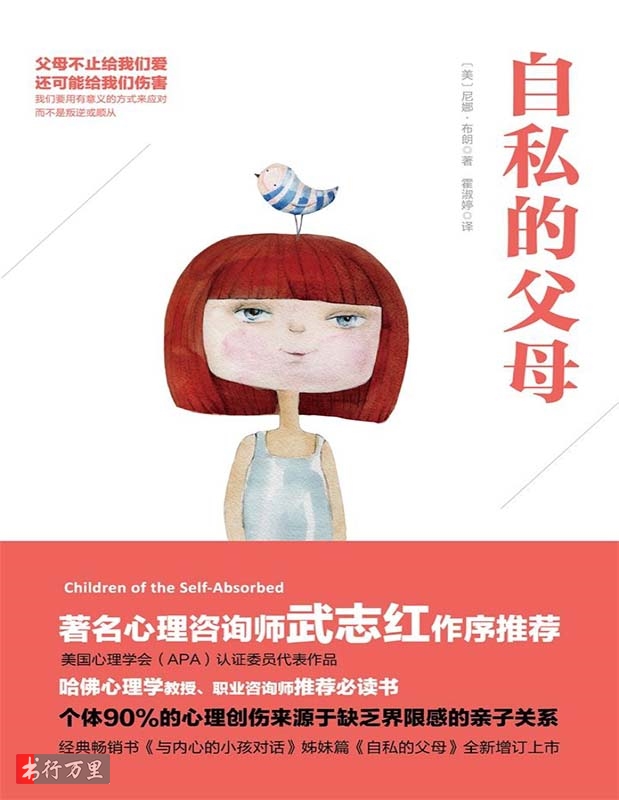 父母不止给我们爱
还可能给我们伤害
我们要用有意义的方式来应对
而不是叛逆或顺从
自私的父母
[美]尼娜·布朗◎著 霍淑婷◎译
Children of the Self-Absorbed
著名心理咨询师武志红作序推荐
美国心理学会（APA）认证委员代表作品
哈佛心理学教授、职业咨询师推荐必读书
个体90%的心理创伤来源于缺乏界限感的亲子关系
经典畅销书《与内心的小孩对话》姊妹篇《自私的父母》全新增订上市
书行万里